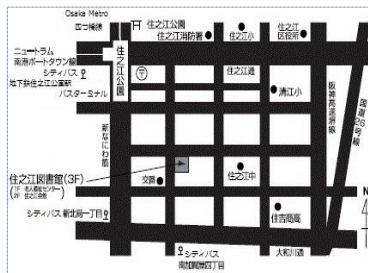 Osaka Metro
四つ橋線
住之江公園
住之江消防署
住之江小
住之江
区役所
ニュートラム
南港ポートタウン線
シティバス
地下鉄住之江公園駅
バスターミナル
住之江公園
住之江通
清江小
阪神高速堺線
国道26号線
新なにわ筋
住之江図書館(3F)
1F 老人福祉センター
2F 住之江会館
交番
住之江中
住吉商高
N
シティバス 新北島一丁目
シティバス
南加賀屋四丁目
大和川通